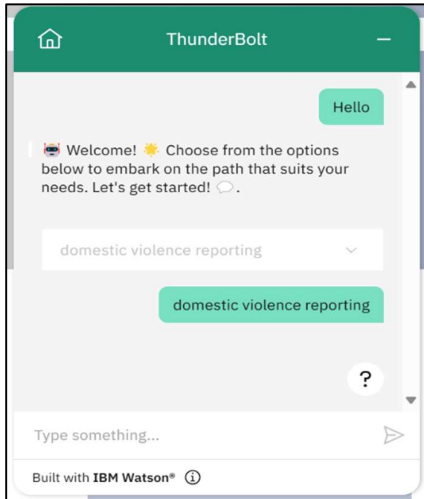 ThunderBolt
Hello
🤖 Welcome! 🌟 Choose from the options
below to embark on the path that suits your
needs. Let's get started! 💬.
domestic violence reporting
domestic violence reporting
?
Type something...
Built with IBM Watson® ⓘ